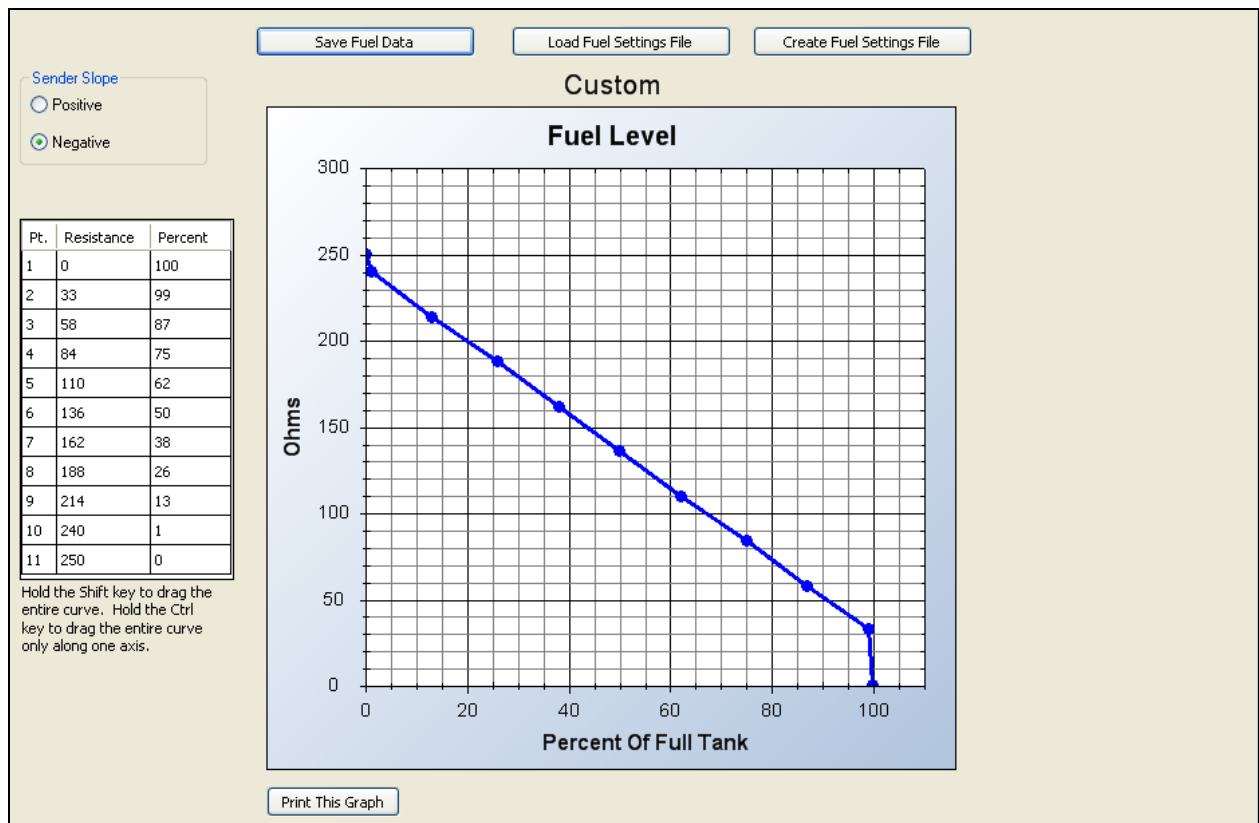 Save Fuel Data
Load Fuel Settings File
Create Fuel Settings File
Sender Slope
Positive
Negative
Custom
Fuel Level
Pt. Resistance Percent
1 0 100
2 33 99
3 58 87
4 84 75
5 110 62
6 136 50
7 162 38
8 188 26
9 214 13
10 240 1
11 250 0
Hold the Shift key to drag the
entire curve. Hold the Ctrl
key to drag the entire curve
only along one axis.
Ohms
300
250
200
150
100
50
0
0 20 40 60 80 100
Percent Of Full Tank
Print This Graph